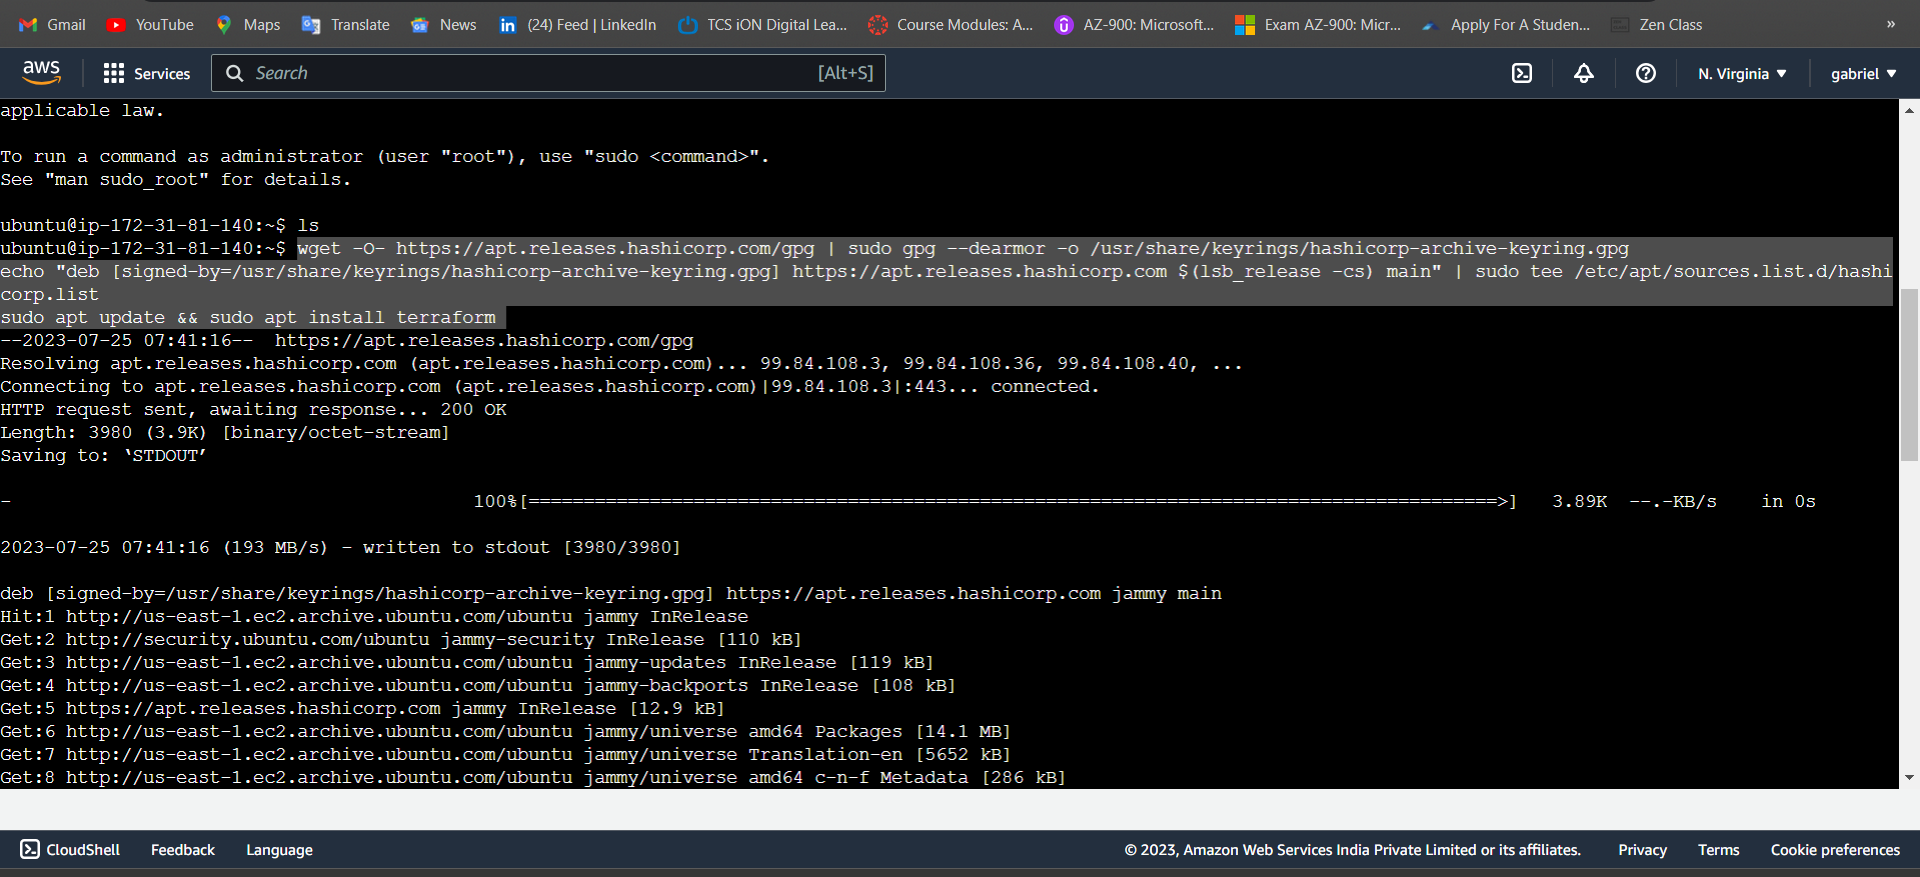 Gmail YouTube Maps Translate News (24) Feed | LinkedIn TCS iON Digital Lea... Course Modules: A... AZ-900: Microsoft... Exam AZ-900: Micr... Apply For A Studen... Zen Class »
aws Services Search [Alt+S] N. Virginia gabriel
applicable law.
To run a command as administrator (user "root"), use "sudo <command>".
See "man sudo_root" for details.
ubuntu@ip-172-31-81-140:~$ ls
ubuntu@ip-172-31-81-140:~$ wget -O- https://apt.releases.hashicorp.com/gpg | sudo gpg --dearmor -o /usr/share/keyrings/hashicorp-archive-keyring.gpg
echo "deb [signed-by=/usr/share/keyrings/hashicorp-archive-keyring.gpg] https://apt.releases.hashicorp.com $(lsb_release -cs) main" | sudo tee /etc/apt/sources.list.d/hashi
corp.list
sudo apt update && sudo apt install terraform
--2023-07-25 07:41:16--  https://apt.releases.hashicorp.com/gpg
Resolving apt.releases.hashicorp.com (apt.releases.hashicorp.com)... 99.84.108.3, 99.84.108.36, 99.84.108.40, ...
Connecting to apt.releases.hashicorp.com (apt.releases.hashicorp.com)|99.84.108.3|:443... connected.
HTTP request sent, awaiting response... 200 OK
Length: 3980 (3.9K) [binary/octet-stream]
Saving to: ‘STDOUT’
- 100%[========================================================================================>] 3.89K --.-KB/s in 0s
2023-07-25 07:41:16 (193 MB/s) - written to stdout [3980/3980]
deb [signed-by=/usr/share/keyrings/hashicorp-archive-keyring.gpg] https://apt.releases.hashicorp.com jammy main
Hit:1 http://us-east-1.ec2.archive.ubuntu.com/ubuntu jammy InRelease
Get:2 http://security.ubuntu.com/ubuntu jammy-security InRelease [110 kB]
Get:3 http://us-east-1.ec2.archive.ubuntu.com/ubuntu jammy-updates InRelease [119 kB]
Get:4 http://us-east-1.ec2.archive.ubuntu.com/ubuntu jammy-backports InRelease [108 kB]
Get:5 https://apt.releases.hashicorp.com jammy InRelease [12.9 kB]
Get:6 http://us-east-1.ec2.archive.ubuntu.com/ubuntu jammy/universe amd64 Packages [14.1 MB]
Get:7 http://us-east-1.ec2.archive.ubuntu.com/ubuntu jammy/universe Translation-en [5652 kB]
Get:8 http://us-east-1.ec2.archive.ubuntu.com/ubuntu jammy/universe amd64 c-n-f Metadata [286 kB]
CloudShell Feedback Language © 2023, Amazon Web Services India Private Limited or its affiliates. Privacy Terms Cookie preferences